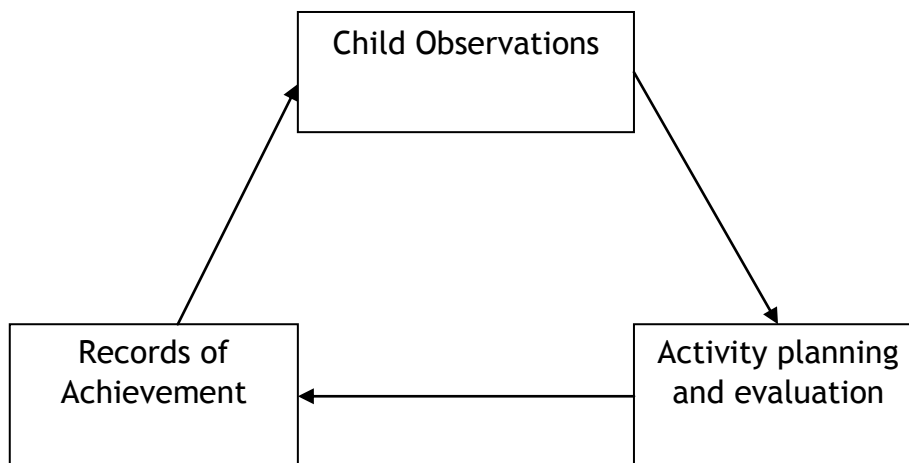 Child Observations
Records of
Achievement
Activity planning
and evaluation